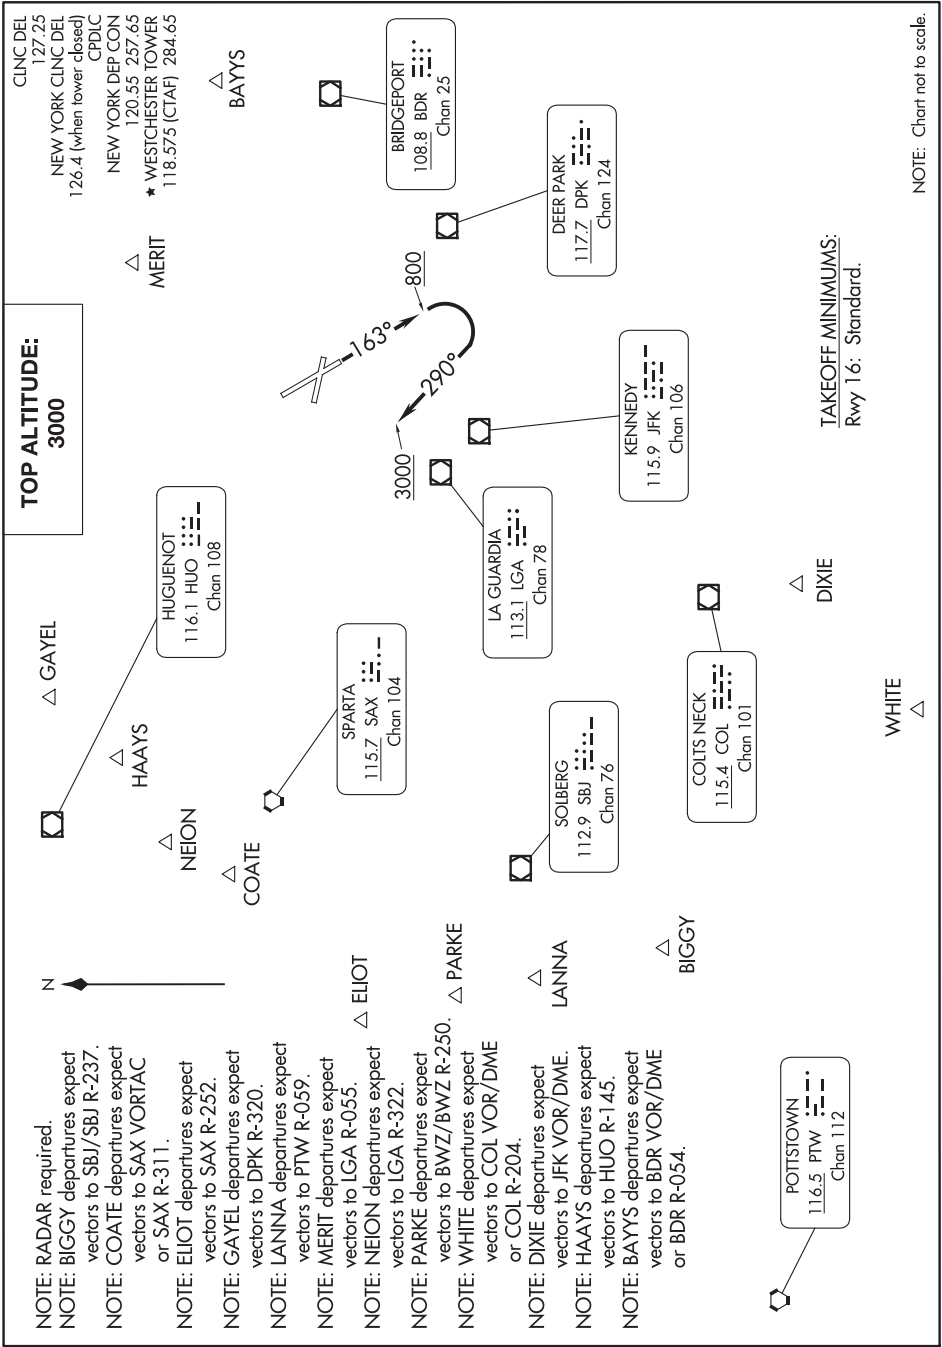 TOP ALTITUDE:
3000
CLNC DEL
127.25
NEW YORK CLNC DEL
126.4 (when tower closed)
CPDLC
NEW YORK DEP CON
120.55 257.65
★ WESTCHESTER TOWER
118.575 (CTAF) 284.65
N
GAYEL
HAAYS
NEION
COATE
ELIOT
PARKE
LANNA
BIGGY
MERIT
BAYYS
DIXIE
WHITE
HUGUENOT
116.1 HUO
Chan 108
SPARTA
115.7 SAX
Chan 104
BRIDGEPORT
108.8 BDR
Chan 25
DEER PARK
117.7 DPK
Chan 124
KENNEDY
115.9 JFK
Chan 106
LA GUARDIA
113.1 LGA
Chan 78
SOLBERG
112.9 SBJ
Chan 76
COLTS NECK
115.4 COL
Chan 101
POTTSTOWN
116.5 PTW
Chan 112
163°
800
290°
3000
NOTE: RADAR required.
NOTE: BIGGY departures expect
vectors to SBJ/SBJ R-237.
NOTE: COATE departures expect
vectors to SAX VORTAC
or SAX R-311.
NOTE: ELIOT departures expect
vectors to SAX R-252.
NOTE: GAYEL departures expect
vectors to DPK R-320.
NOTE: LANNA departures expect
vectors to PTW R-059.
NOTE: MERIT departures expect
vectors to LGA R-055.
NOTE: NEION departures expect
vectors to LGA R-322.
NOTE: PARKE departures expect
vectors to BWZ/BWZ R-250.
NOTE: WHITE departures expect
vectors to COL VOR/DME
or COL R-204.
NOTE: DIXIE departures expect
vectors to JFK VOR/DME.
NOTE: HAAYS departures expect
vectors to HUO R-145.
NOTE: BAYYS departures expect
vectors to BDR VOR/DME
or BDR R-054.
TAKEOFF MINIMUMS:
Rwy 16: Standard.
NOTE: Chart not to scale.